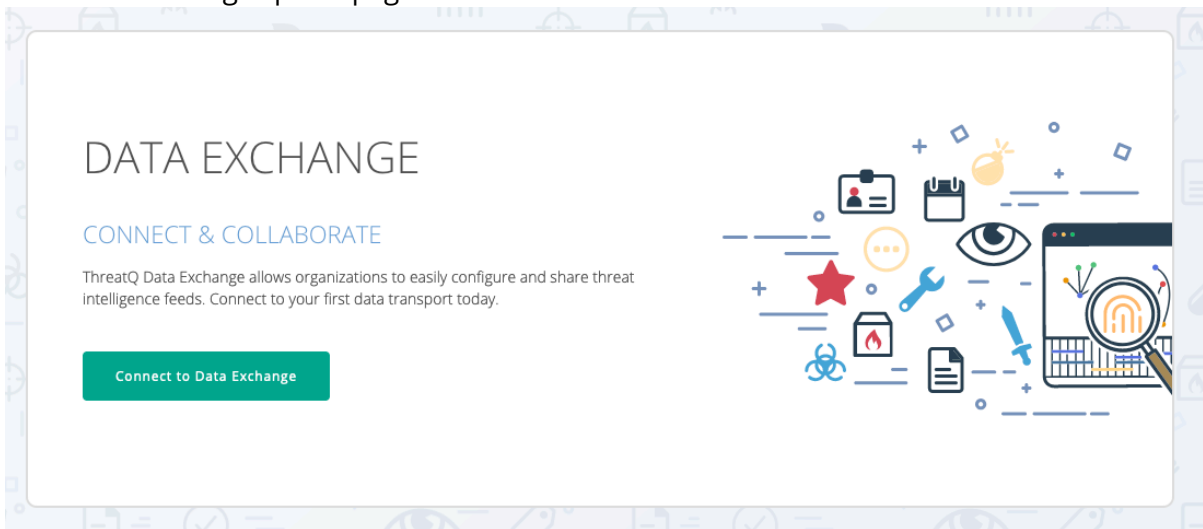 DATA EXCHANGE
CONNECT & COLLABORATE
ThreatQ Data Exchange allows organizations to easily configure and share threat
intelligence feeds. Connect to your first data transport today.
Connect to Data Exchange